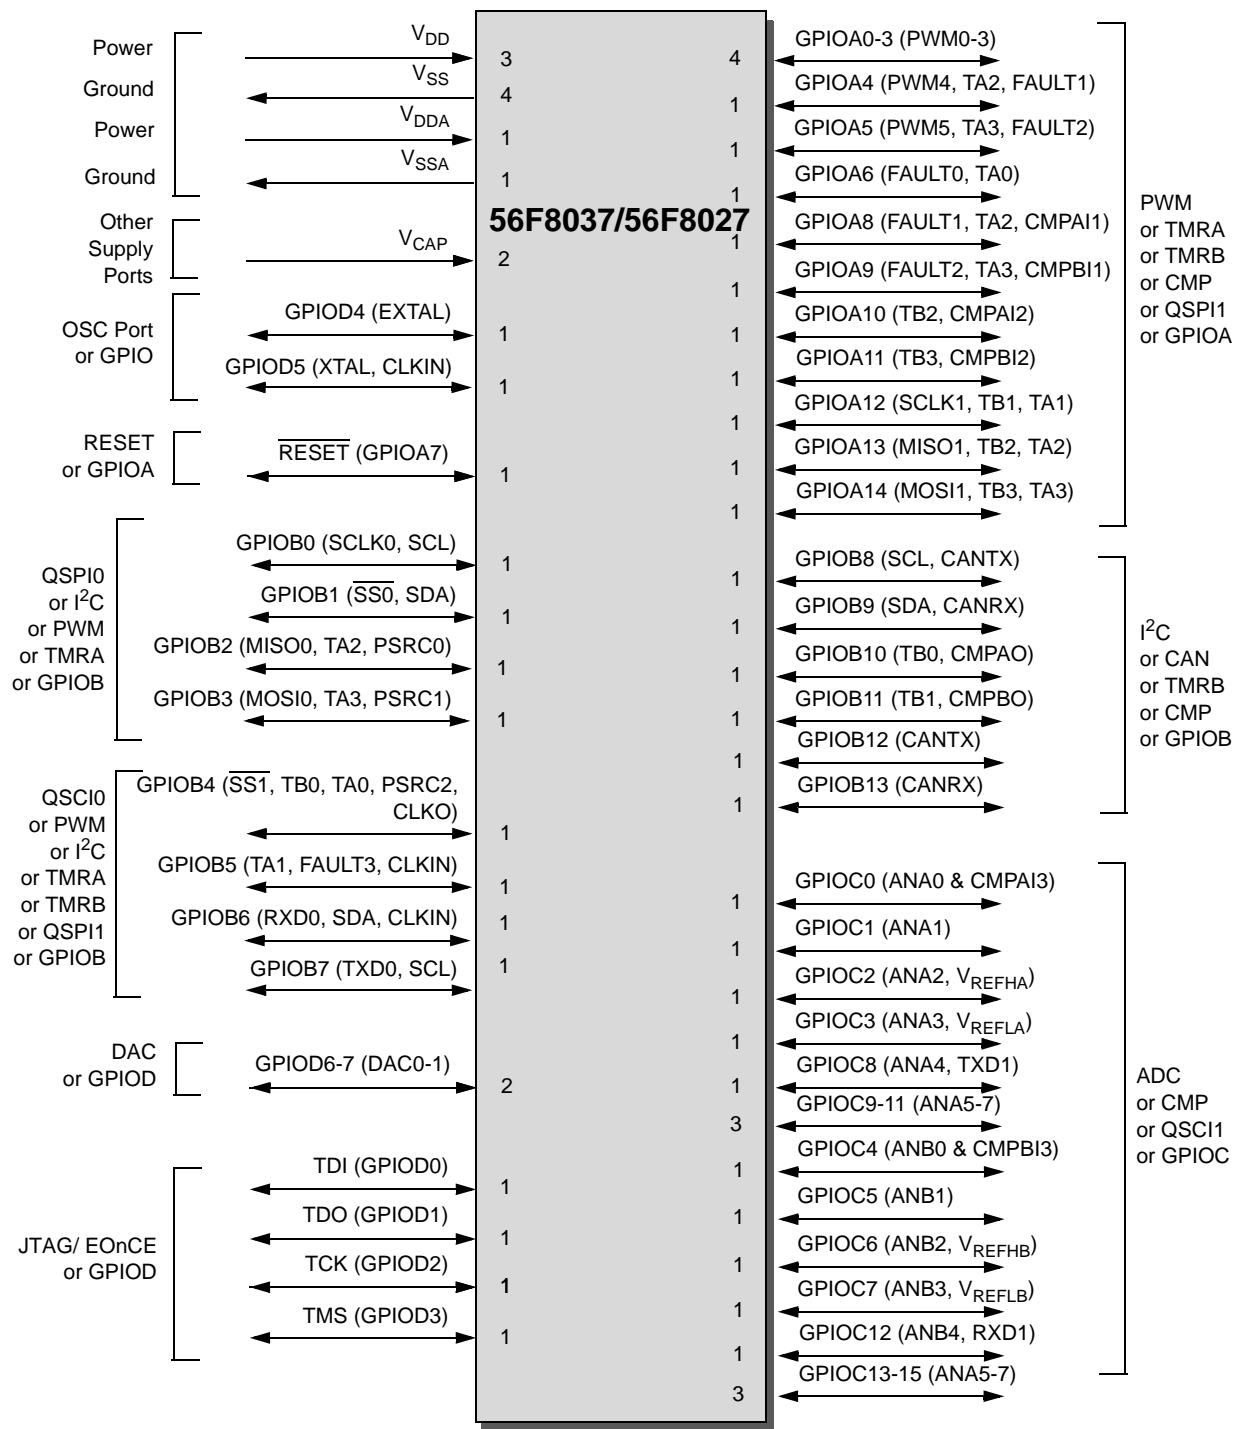 Power
V_DD
3
Ground
V_SS
4
Power
V_DDA
1
Ground
V_SSA
1
Other
Supply
Ports
V_CAP
2
OSC Port
or GPIO
GPIOD4 (EXTAL)
1
GPIOD5 (XTAL, CLKIN)
1
RESET
or GPIOA
RESET (GPIOA7)
1
QSPI0
or I²C
or PWM
or TMRA
or GPIOB
GPIOB0 (SCLK0, SCL)
1
GPIOB1 (SS0, SDA)
1
GPIOB2 (MISO0, TA2, PSRC0)
1
GPIOB3 (MOSI0, TA3, PSRC1)
1
QSCI0
or PWM
or I²C
or TMRA
or TMRB
or QSPI1
or GPIOB
GPIOB4 (SS1, TB0, TA0, PSRC2,
CLKO)
1
GPIOB5 (TA1, FAULT3, CLKIN)
1
GPIOB6 (RXD0, SDA, CLKIN)
1
GPIOB7 (TXD0, SCL)
1
DAC
or GPIOD
GPIOD6-7 (DAC0-1)
2
JTAG/ EOnCE
or GPIOD
TDI (GPIOD0)
1
TDO (GPIOD1)
1
TCK (GPIOD2)
1
TMS (GPIOD3)
1
56F8037/56F8027
4
GPIOA0-3 (PWM0-3)
1
GPIOA4 (PWM4, TA2, FAULT1)
1
GPIOA5 (PWM5, TA3, FAULT2)
1
GPIOA6 (FAULT0, TA0)
1
GPIOA8 (FAULT1, TA2, CMPAI1)
1
GPIOA9 (FAULT2, TA3, CMPBI1)
1
GPIOA10 (TB2, CMPAI2)
1
GPIOA11 (TB3, CMPBI2)
1
GPIOA12 (SCLK1, TB1, TA1)
1
GPIOA13 (MISO1, TB2, TA2)
1
GPIOA14 (MOSI1, TB3, TA3)
PWM
or TMRA
or TMRB
or CMP
or QSPI1
or GPIOA
1
GPIOB8 (SCL, CANTX)
1
GPIOB9 (SDA, CANRX)
1
GPIOB10 (TB0, CMPAO)
1
GPIOB11 (TB1, CMPBO)
1
GPIOB12 (CANTX)
1
GPIOB13 (CANRX)
I²C
or CAN
or TMRB
or CMP
or GPIOB
1
GPIOC0 (ANA0 & CMPAI3)
1
GPIOC1 (ANA1)
1
GPIOC2 (ANA2, V_REFHA)
1
GPIOC3 (ANA3, V_REFLA)
1
GPIOC8 (ANA4, TXD1)
3
GPIOC9-11 (ANA5-7)
1
GPIOC4 (ANB0 & CMPBI3)
1
GPIOC5 (ANB1)
1
GPIOC6 (ANB2, V_REFHB)
1
GPIOC7 (ANB3, V_REFLB)
1
GPIOC12 (ANB4, RXD1)
3
GPIOC13-15 (ANA5-7)
ADC
or CMP
or QSCI1
or GPIOC